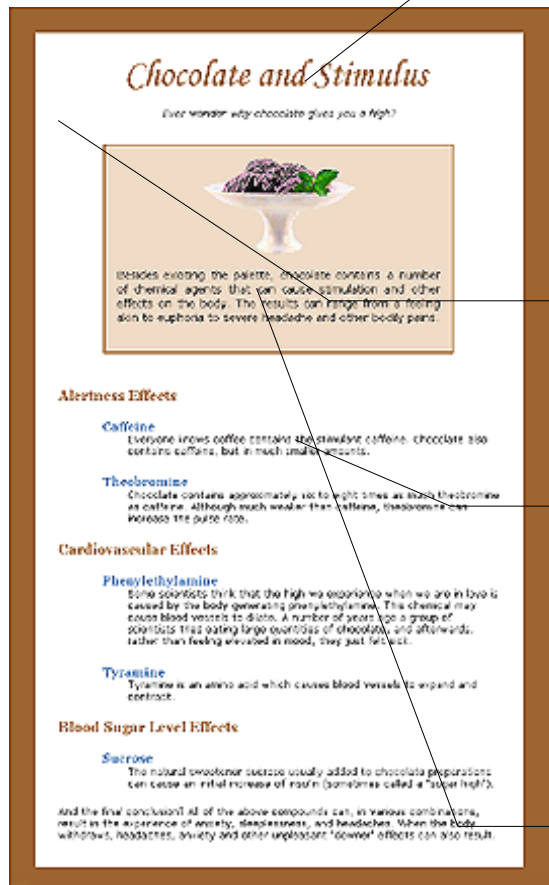 Chocolate and Stimulus
Ever wonder why chocolate gives you a high?
Besides exciting the palette, chocolate contains a number
of chemical agents that can cause stimulation and other
effects on the body. The results can range from a feeling
akin to euphoria to severe headache and other bodily pains.
Alertness Effects
Caffeine
Everyone knows coffee contains the stimulant caffeine. Chocolate also
contains caffeine, but in much smaller amounts.
Theobromine
Chocolate contains approximately six to eight times as much theobromine
as caffeine. Although much weaker than caffeine, theobromine can
increase the pulse rate.
Cardiovascular Effects
Phenylethylamine
Some scientists think that the high we experience when we are in love is
caused by the body generating phenylethylamine. This chemical may
cause blood vessels to dilate. A number of years ago a group of
scientists tried eating large quantities of chocolate, and afterwards,
rather than feeling elevated in mood, they just felt sick.
Tyramine
Tyramine is an amino acid which causes blood vessels to expand and
contract.
Blood Sugar Level Effects
Sucrose
The natural sweetener sucrose usually added to chocolate preparations
can cause an initial increase of insulin (sometimes called a "sugar high").
And the final conclusion? All of the above compounds can, in various combinations,
result in the experience of anxiety, sleeplessness, and headaches. When the body
withdraws, headaches, anxiety and other unpleasant "downer" effects can also result.